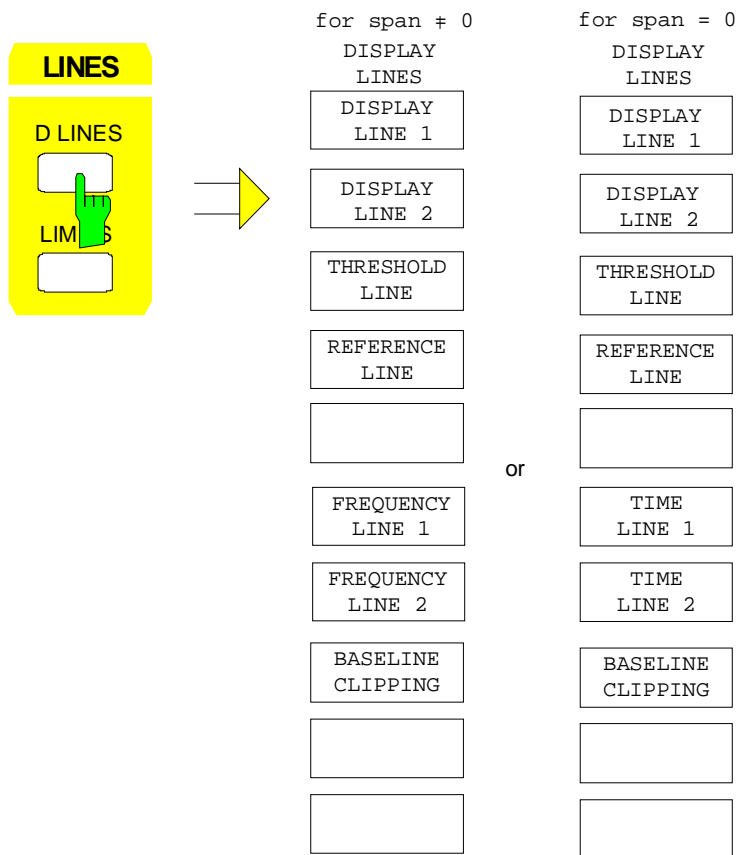 LINES
D LINES
LIM S
for span ≠ 0
DISPLAY
LINES
DISPLAY
LINE 1
DISPLAY
LINE 2
THRESHOLD
LINE
REFERENCE
LINE
FREQUENCY
LINE 1
FREQUENCY
LINE 2
BASELINE
CLIPPING
or
for span = 0
DISPLAY
LINES
DISPLAY
LINE 1
DISPLAY
LINE 2
THRESHOLD
LINE
REFERENCE
LINE
TIME
LINE 1
TIME
LINE 2
BASELINE
CLIPPING